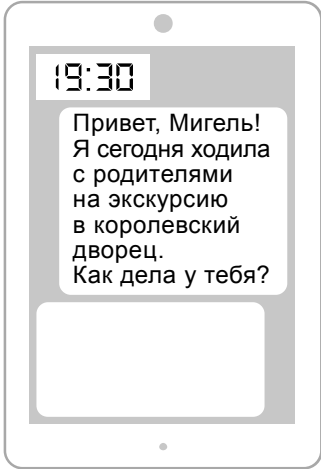 19:30
Привет, Мигель!
Я сегодня ходила
с родителями
на экскурсию
в королевский
дворец.
Как дела у тебя?